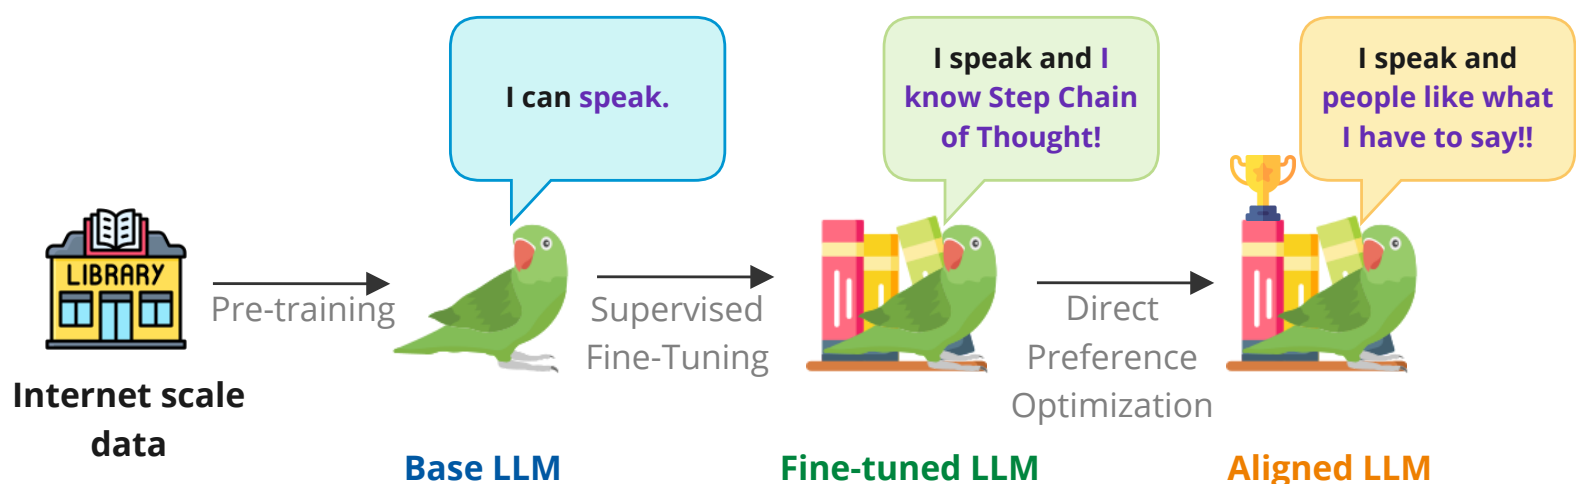 I can speak.
I speak and I
know Step Chain
of Thought!
I speak and
people like what
I have to say!!
LIBRARY
Pre-training
Supervised
Fine-Tuning
Direct
Preference
Optimization
Internet scale
data
Base LLM
Fine-tuned LLM
Aligned LLM